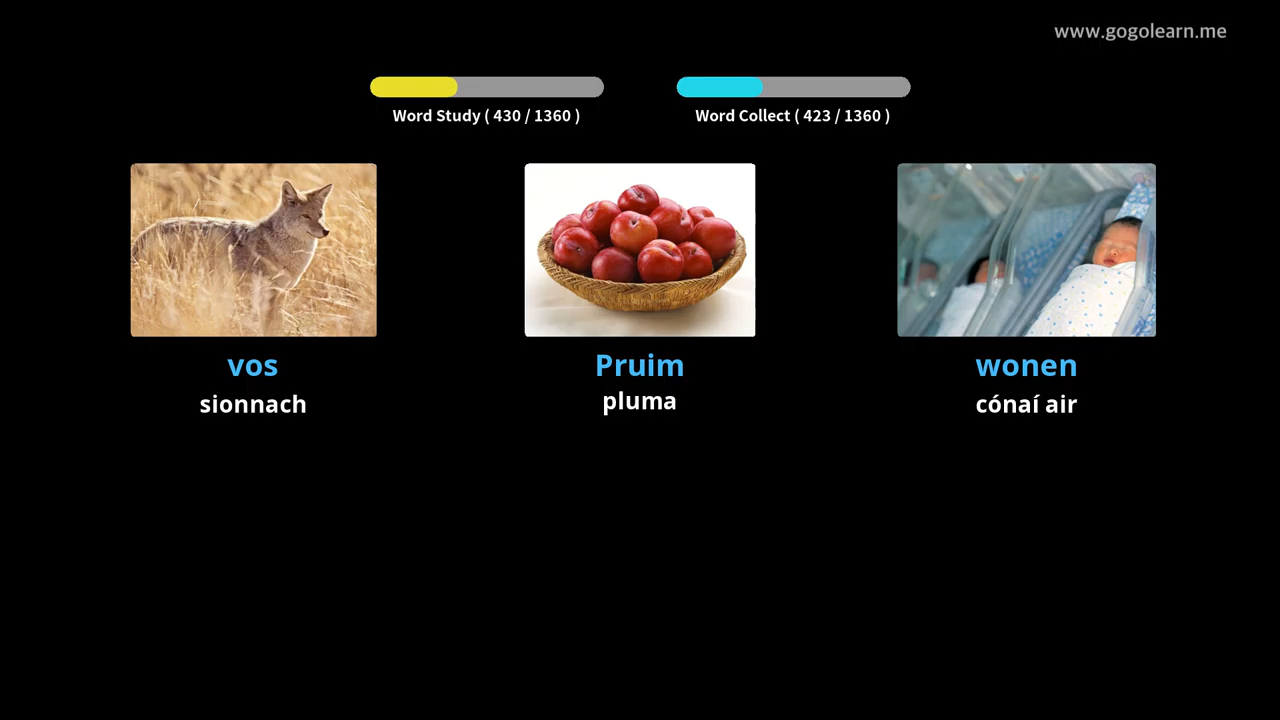 www.gogolearn.me
Word Study ( 430 / 1360 )
Word Collect ( 423 / 1360 )
vos
sionnach
Pruim
pluma
wonen
cónaí air